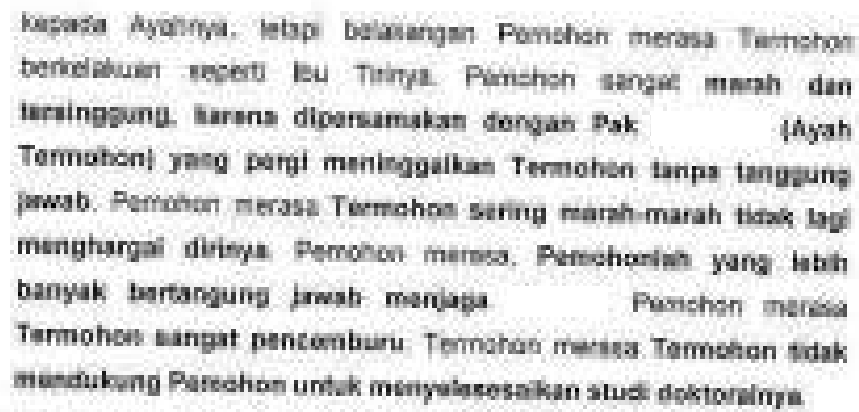 kepada Ayahnya, tetapi belakangan Pemohon merasa Termohon
berkelakuan seperti Ibu Tirinya. Pemohon sangat marah dan
tersinggung, karena dipersamakan dengan Pak (Ayah
Termohon) yang pergi meninggalkan Termohon tanpa tanggung
jawab. Pemohon merasa Termohon sering marah-marah tidak lagi
menghargai dirinya. Pemohon merasa, Pemohonlah yang lebih
banyak bertangung jawab menjaga Pemohon merasa
Termohon sangat pencemburu. Termohon merasa Termohon tidak
mendukung Pemohon untuk menyelesesaikan studi doktoralnya.